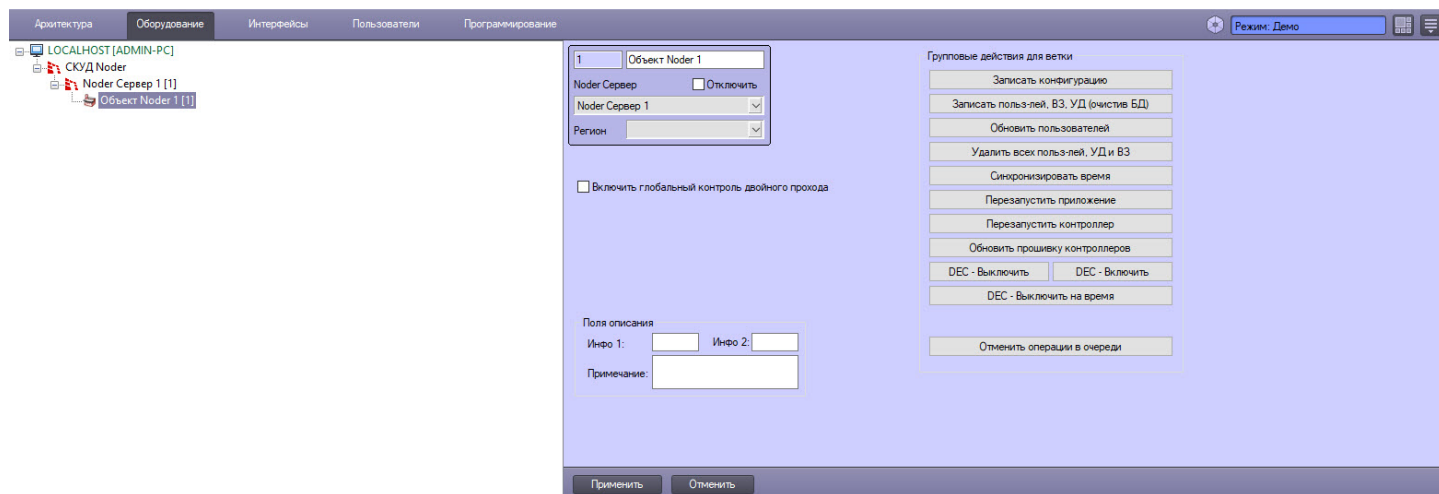 Архитектура Оборудование Интерфейсы Пользователи Программирование Режим: Демо
LOCALHOST [ADMIN-PC]
СКУД Noder
Noder Сервер 1 [1]
Объект Noder 1 [1]
1 Объект Noder 1
Noder Сервер Отключить
Noder Сервер 1
Регион
Включить глобальный контроль двойного прохода
Поля описания
Инфо 1: Инфо 2:
Примечание:
Групповые действия для ветки
Записать конфигурацию
Записать польз-лей, ВЗ, УД (очистив БД)
Обновить пользователей
Удалить всех польз-лей, УД и ВЗ
Синхронизировать время
Перезапустить приложение
Перезапустить контроллер
Обновить прошивку контроллеров
DEC - Выключить DEC - Включить
DEC - Выключить на время
Отменить операции в очереди
Применить Отменить